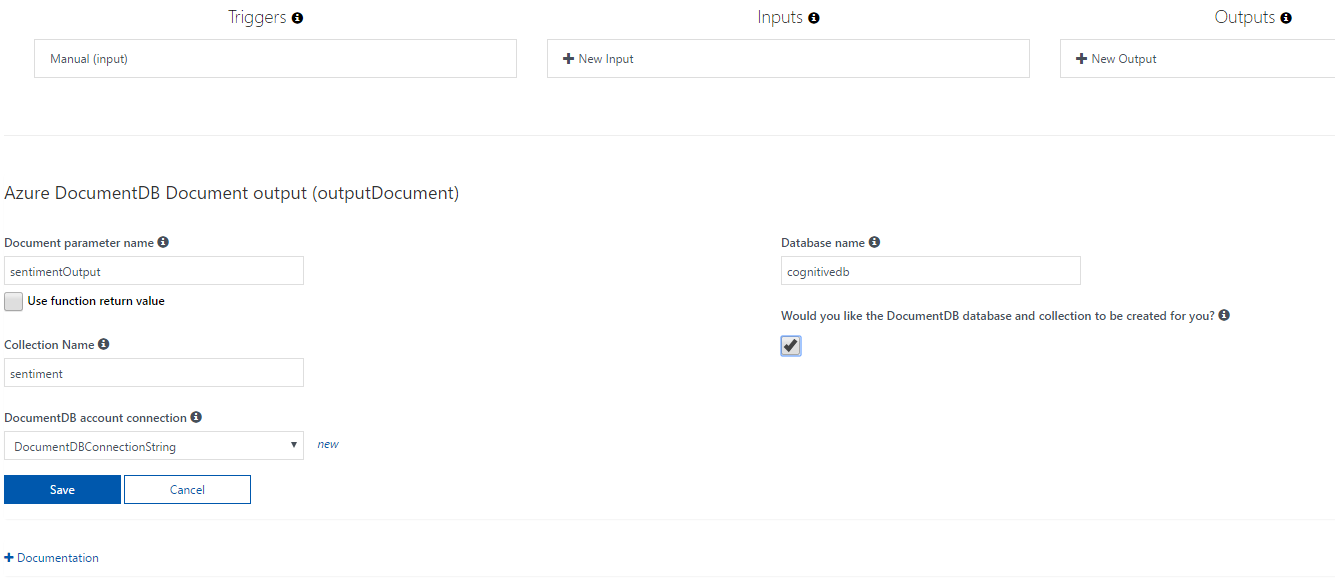 Triggers
Inputs
Outputs
Manual (input)
New Input
New Output
Azure DocumentDB Document output (outputDocument)
Document parameter name
Database name
sentimentOutput
cognitivedb
Use function return value
Would you like the DocumentDB database and collection to be created for you?
Collection Name
sentiment
DocumentDB account connection
DocumentDBConnectionString
new
Save
Cancel
Documentation